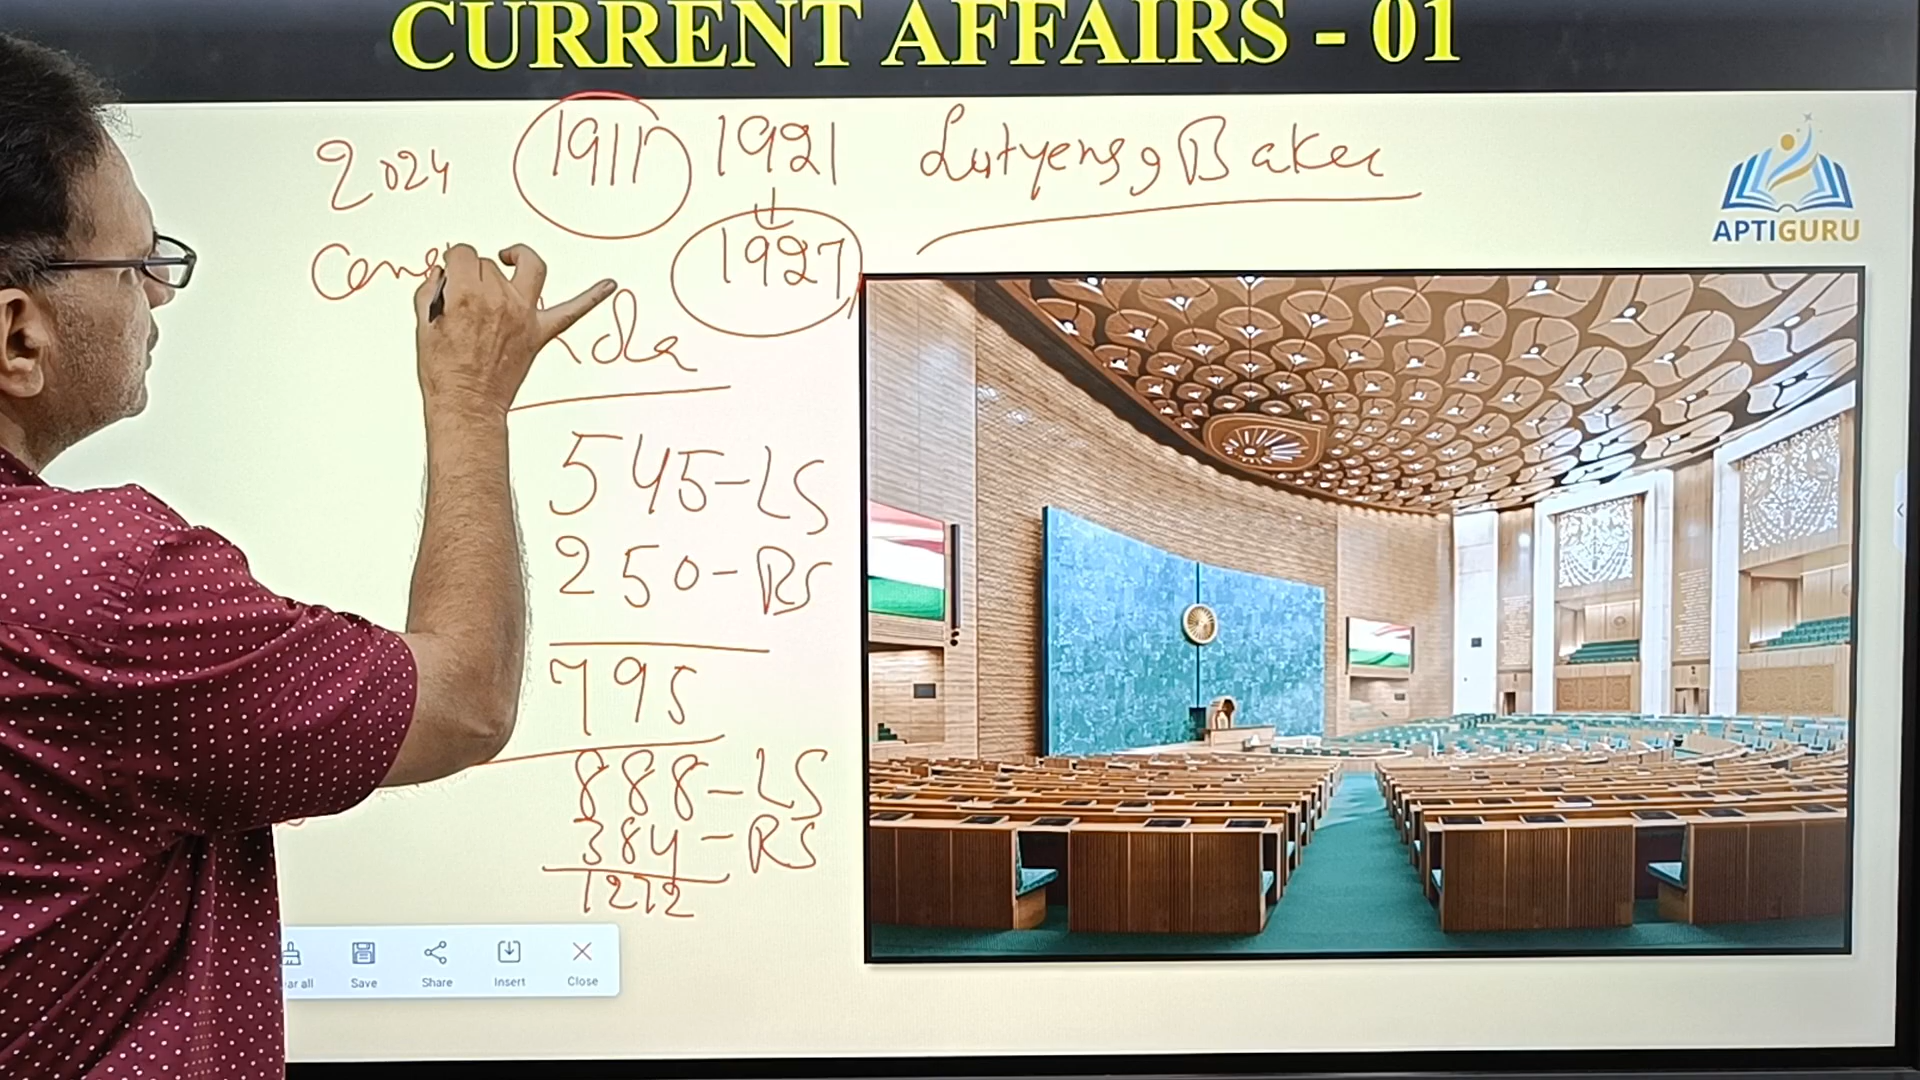 CURRENT AFFAIRS - 01
2024 1911 1921 Lutyens, Baker
1927
545-LS
250-RS
795
888-LS
384-RS
1272
APTIGURU
Save Share Insert Close